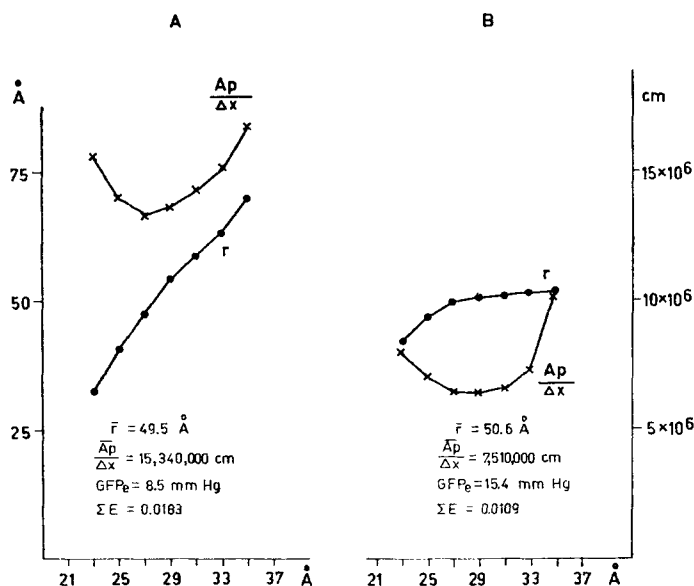 A
B
Å
cm
Ap
Δx
75
15×10⁶
r
r
50
10×10⁶
Ap
Δx
25
5×10⁶
r̄ = 49.5 Å
A̅p̅/Δx = 15,340,000 cm
GFPe = 8.5 mm Hg
ΣE = 0.0183
r̄ = 50.6 Å
A̅p̅/Δx = 7,510,000 cm
GFPe = 15.4 mm Hg
ΣE = 0.0109
21 25 29 33 37 Å
21 25 29 33 37 Å